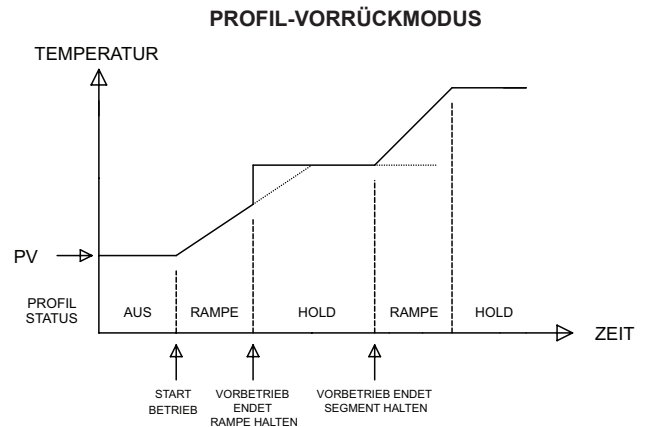 PROFIL-VORRÜCKMODUS
TEMPERATUR
PV
PROFIL
STATUS
AUS
RAMPE
HOLD
RAMPE
HOLD
ZEIT
START
BETRIEB
VORBETRIEB
ENDET
RAMPE HALTEN
VORBETRIEB ENDET
SEGMENT HALTEN